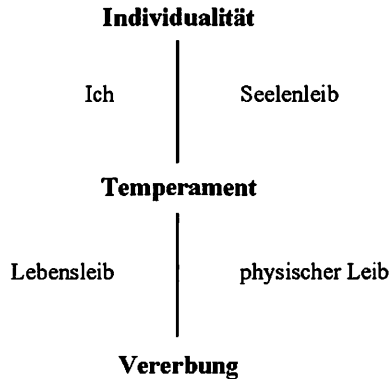 Individualität
Ich Seelenleib
Temperament
Lebensleib physischer Leib
Vererbung